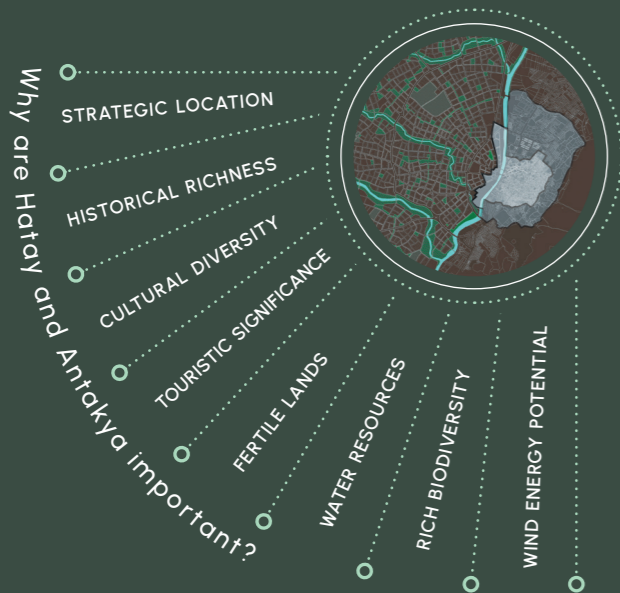 Why are Hatay and Antakya important?
STRATEGIC LOCATION
HISTORICAL RICHNESS
CULTURAL DIVERSITY
TOURISTIC SIGNIFICANCE
FERTILE LANDS
WATER RESOURCES
RICH BIODIVERSITY
WIND ENERGY POTENTIAL